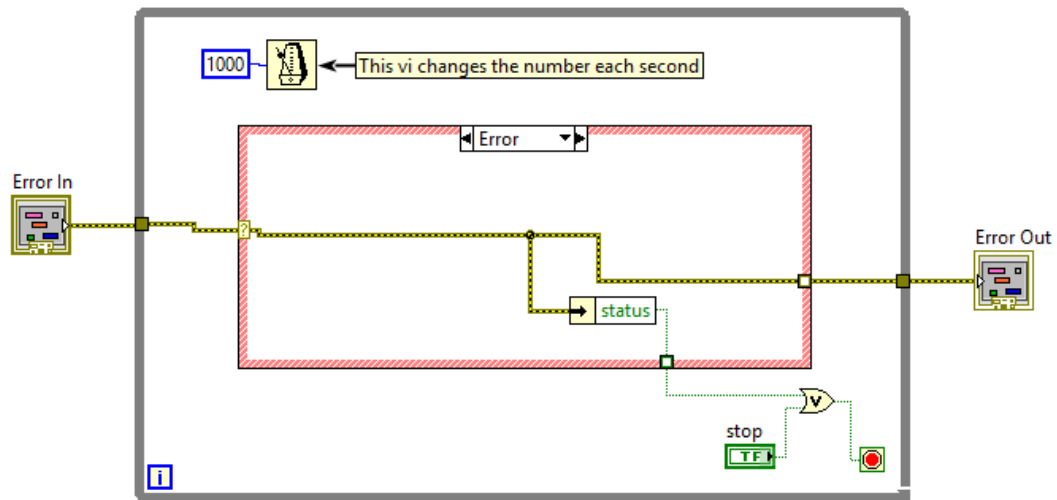 1000
This vi changes the number each second
Error
Error In
?
Error Out
status
V
stop
TF
i